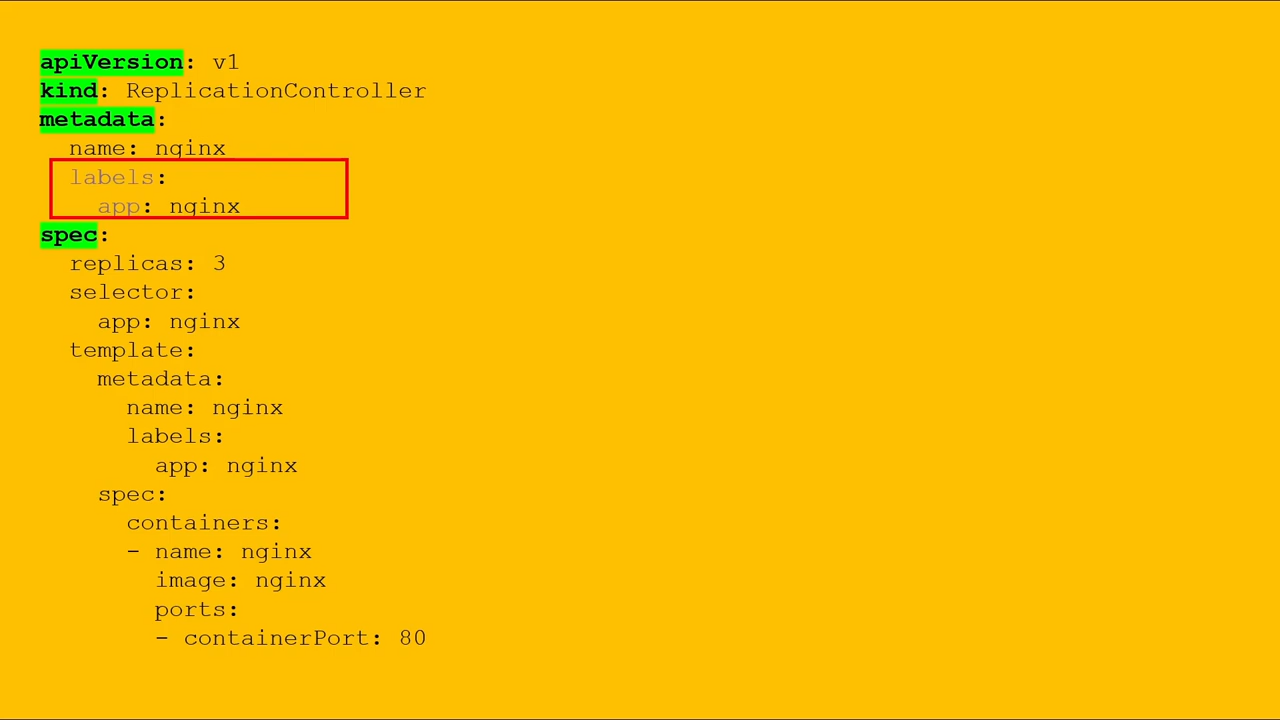 apiVersion: v1
kind: ReplicationController
metadata:
  name: nginx
  labels:
    app: nginx
spec:
  replicas: 3
  selector:
    app: nginx
  template:
    metadata:
      name: nginx
      labels:
        app: nginx
    spec:
      containers:
      - name: nginx
        image: nginx
        ports:
        - containerPort: 80